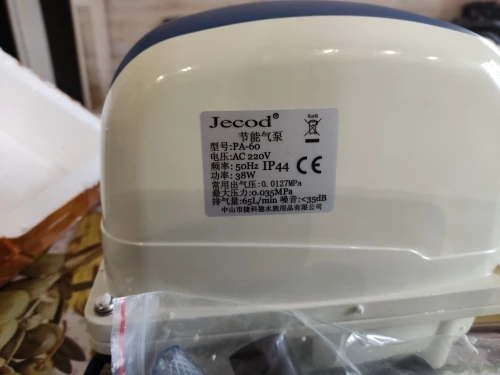 Jecod®
节能气泵
型号:PA-60
电压:AC 220V
频率: 50Hz IP44 CE
功率: 38W
常用出气压: 0.0127MPa
最大压力:0.035MPa
排气量:65L/min 噪音:<35dB
中山市捷科德水族用品有限公司